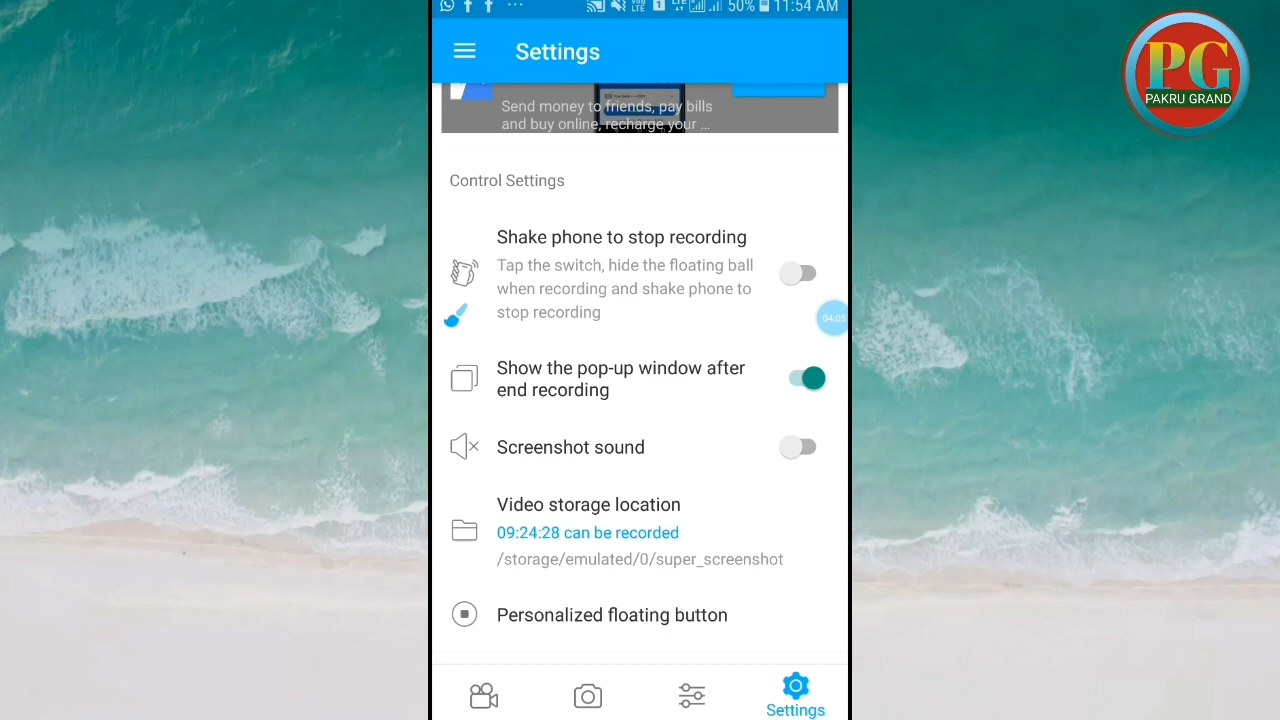 50% 11:54 AM
Settings
PG
PAKRU GRAND
Send money to friends, pay bills
and buy online, recharge your ...
Control Settings
Shake phone to stop recording
Tap the switch, hide the floating ball
when recording and shake phone to
stop recording
04:05
Show the pop-up window after
end recording
Screenshot sound
Video storage location
09:24:28 can be recorded
/storage/emulated/0/super_screenshot
Personalized floating button
Settings